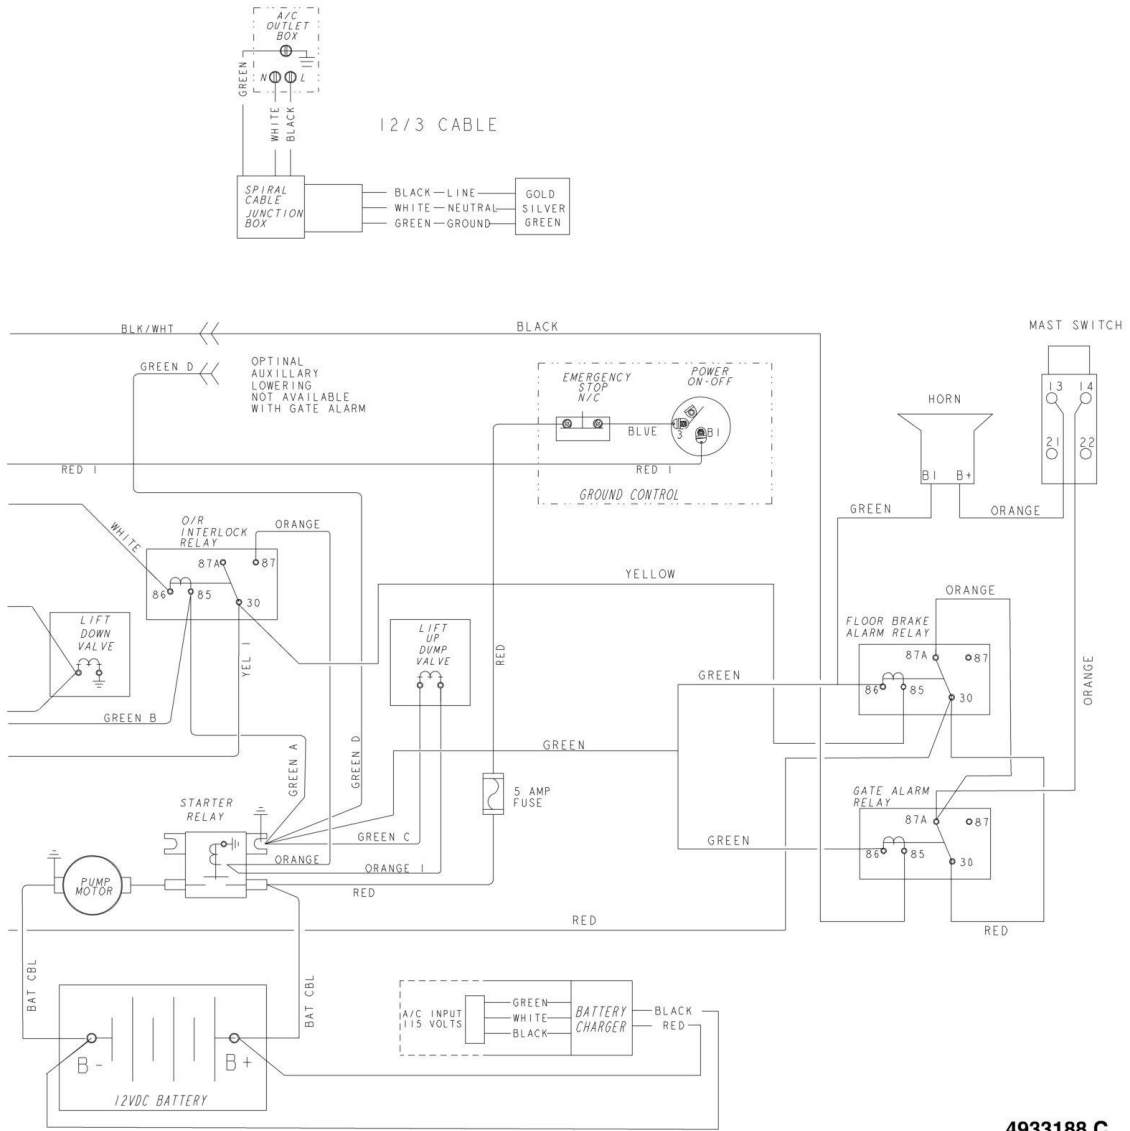 A/C
OUTLET
BOX
GREEN
N
L
WHITE
BLACK
12/3 CABLE
SPIRAL
CABLE
JUNCTION
BOX
BLACK LINE
WHITE NEUTRAL
GREEN GROUND
GOLD
SILVER
GREEN
BLK/WHT
BLACK
MAST SWITCH
GREEN D
OPTINAL
AUXILLARY
LOWERING
NOT AVAILABLE
WITH GATE ALARM
EMERGENCY
STOP
N/C
POWER
ON-OFF
BLUE
3
B1
RED 1
RED 1
GROUND CONTROL
HORN
B1 B+
13 14
21 22
GREEN
ORANGE
WHITE
O/R
INTERLOCK
RELAY
ORANGE
87A 87
86 85 30
YELLOW
LIFT
DOWN
VALVE
YEL 1
GREEN B
LIFT
UP
DUMP
VALVE
RED
ORANGE
FLOOR BRAKE
ALARM RELAY
87A 87
86 85 30
GREEN
ORANGE
GREEN
GREEN A
GREEN D
5 AMP
FUSE
STARTER
RELAY
GATE ALARM
RELAY
87A 87
86 85 30
GREEN
GREEN C
ORANGE
ORANGE 1
RED
PUMP
MOTOR
RED
RED
BAT CBL
BAT CBL
B-
B+
12VDC BATTERY
A/C INPUT
115 VOLTS
GREEN
WHITE
BLACK
BATTERY
CHARGER
BLACK
RED
4933188 C